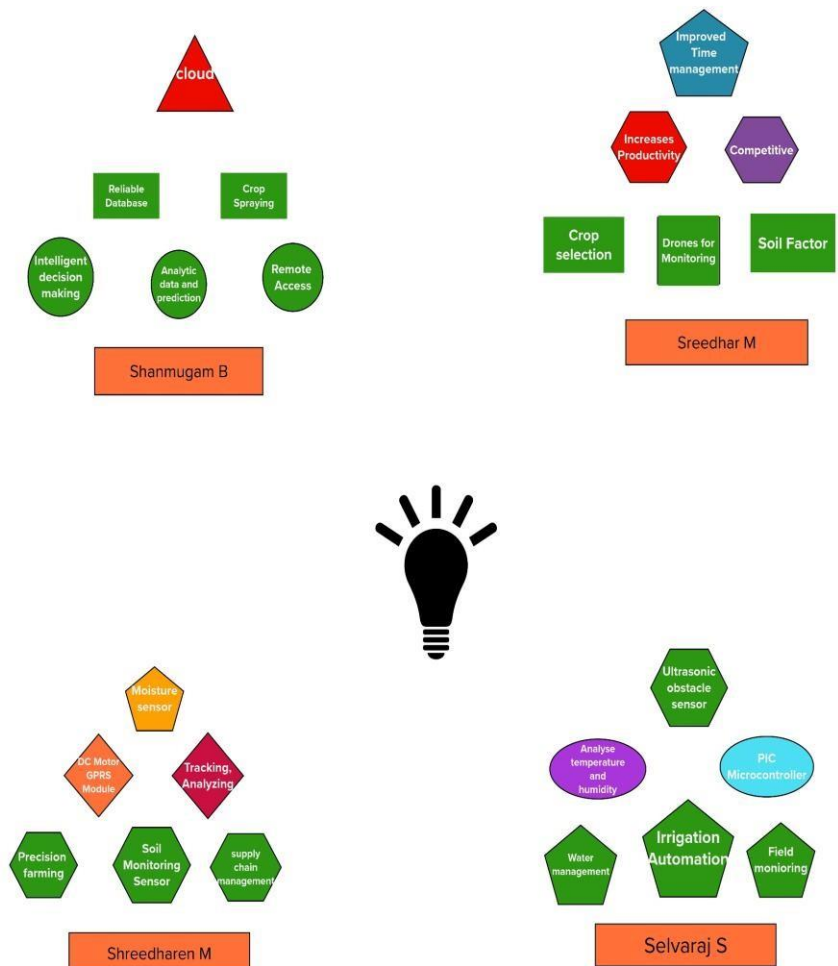 cloud
Reliable
Database
Crop
Spraying
Intelligent
decision
making
Analytic
data and
prediction
Remote
Access
Shanmugam B
Improved
Time
management
Increases
Productivity
Competitive
Crop
selection
Drones for
Monitoring
Soil Factor
Sreedhar M
Moisture
sensor
DC Motor
GPRS
Module
Tracking,
Analyzing
Precision
farming
Soil
Monitoring
Sensor
supply
chain
management
Shreedharen M
Ultrasonic
obstacle
sensor
Analyse
temperature
and
humidity
PIC
Microcontroller
Water
management
Irrigation
Automation
Field
monioring
Selvaraj S